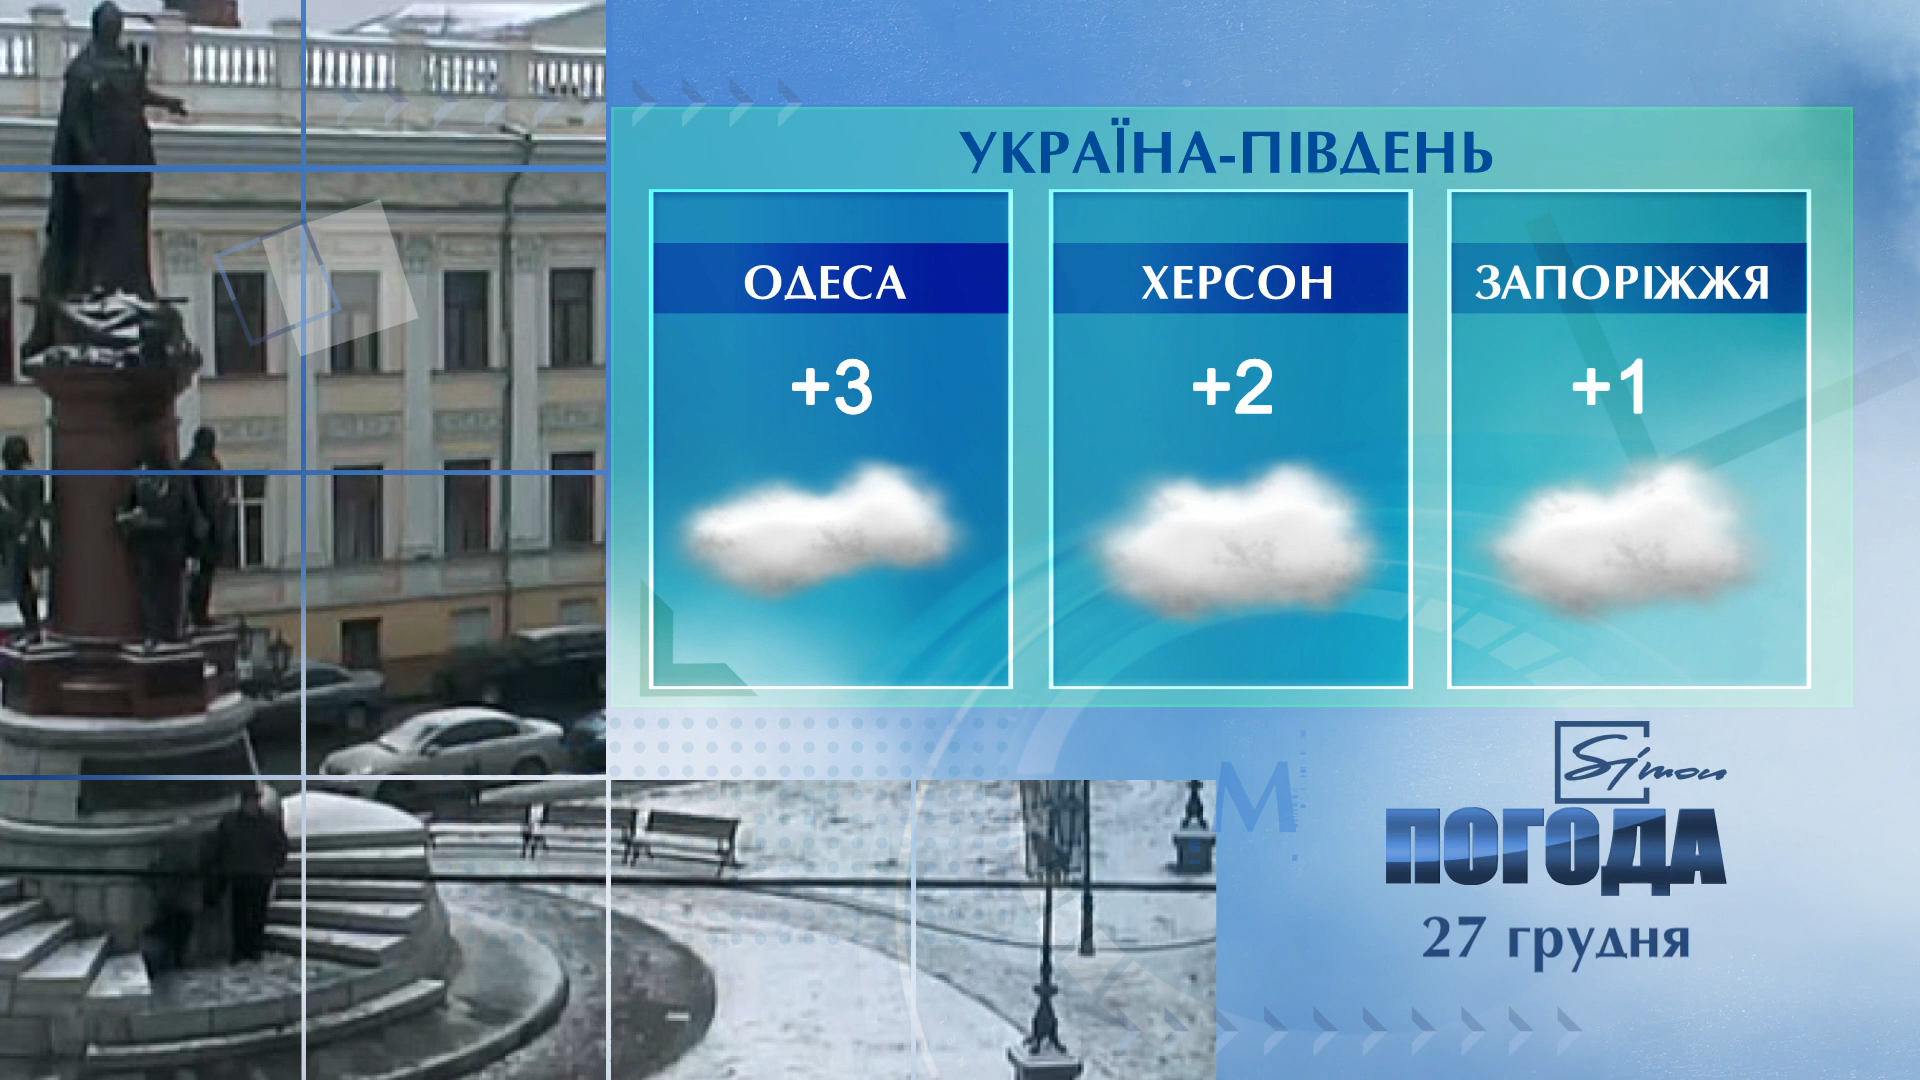 УКРАЇНА-ПІВДЕНЬ
ОДЕСА
ХЕРСОН
ЗАПОРІЖЖЯ
+3
+2
+1
М
Simon
ПОГОДА
27 грудня